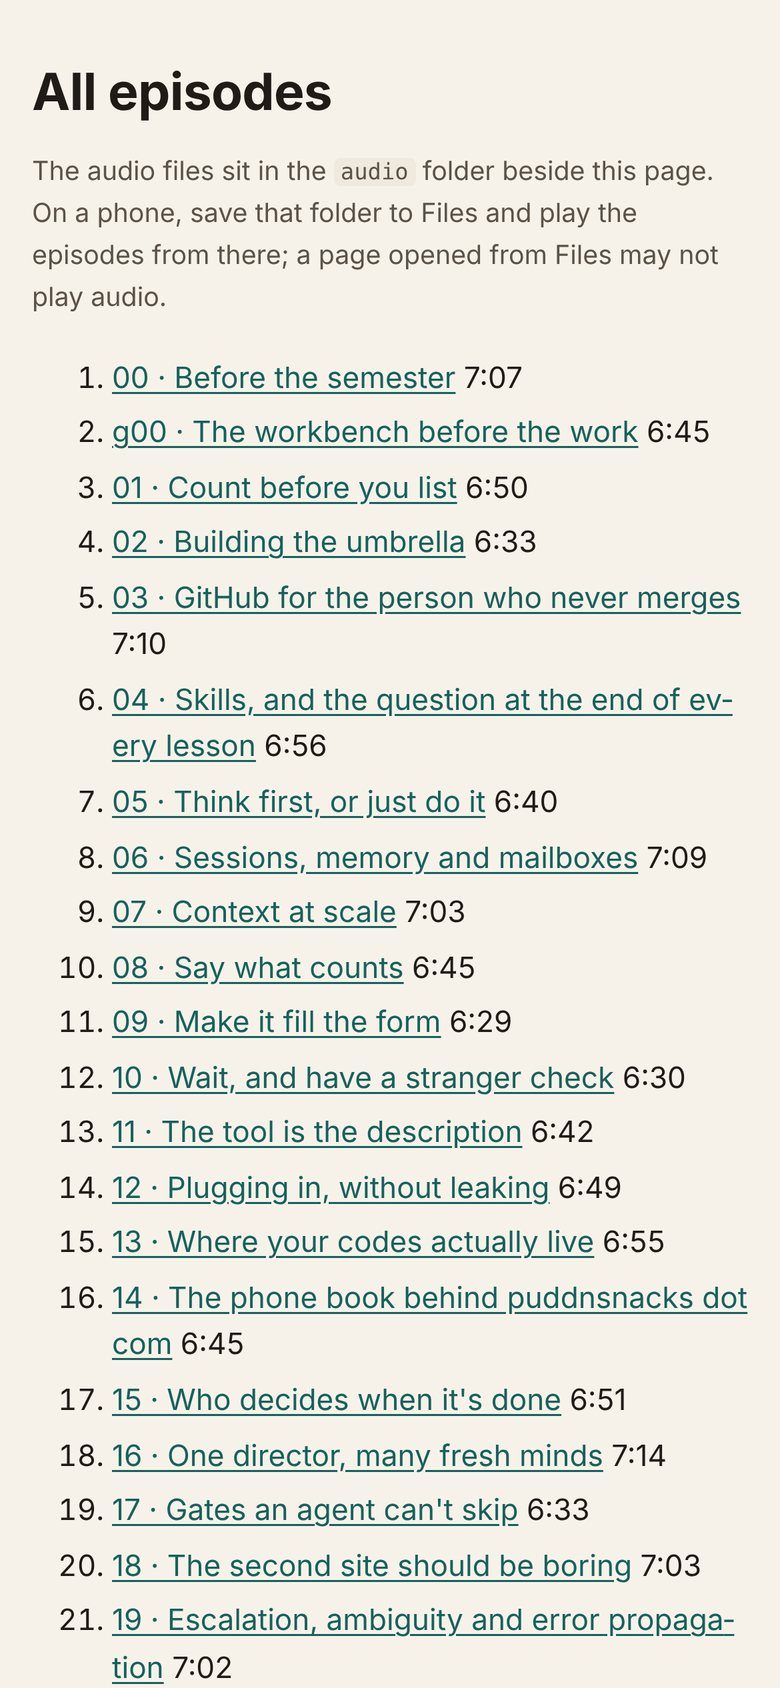 All episodes
The audio files sit in the audio folder beside this page.
On a phone, save that folder to Files and play the
episodes from there; a page opened from Files may not
play audio.
1. 00 · Before the semester 7:07
2. g00 · The workbench before the work 6:45
3. 01 · Count before you list 6:50
4. 02 · Building the umbrella 6:33
5. 03 · GitHub for the person who never merges
7:10
6. 04 · Skills, and the question at the end of ev-
ery lesson 6:56
7. 05 · Think first, or just do it 6:40
8. 06 · Sessions, memory and mailboxes 7:09
9. 07 · Context at scale 7:03
10. 08 · Say what counts 6:45
11. 09 · Make it fill the form 6:29
12. 10 · Wait, and have a stranger check 6:30
13. 11 · The tool is the description 6:42
14. 12 · Plugging in, without leaking 6:49
15. 13 · Where your codes actually live 6:55
16. 14 · The phone book behind puddnsnacks dot
com 6:45
17. 15 · Who decides when it's done 6:51
18. 16 · One director, many fresh minds 7:14
19. 17 · Gates an agent can't skip 6:33
20. 18 · The second site should be boring 7:03
21. 19 · Escalation, ambiguity and error propaga-
tion 7:02